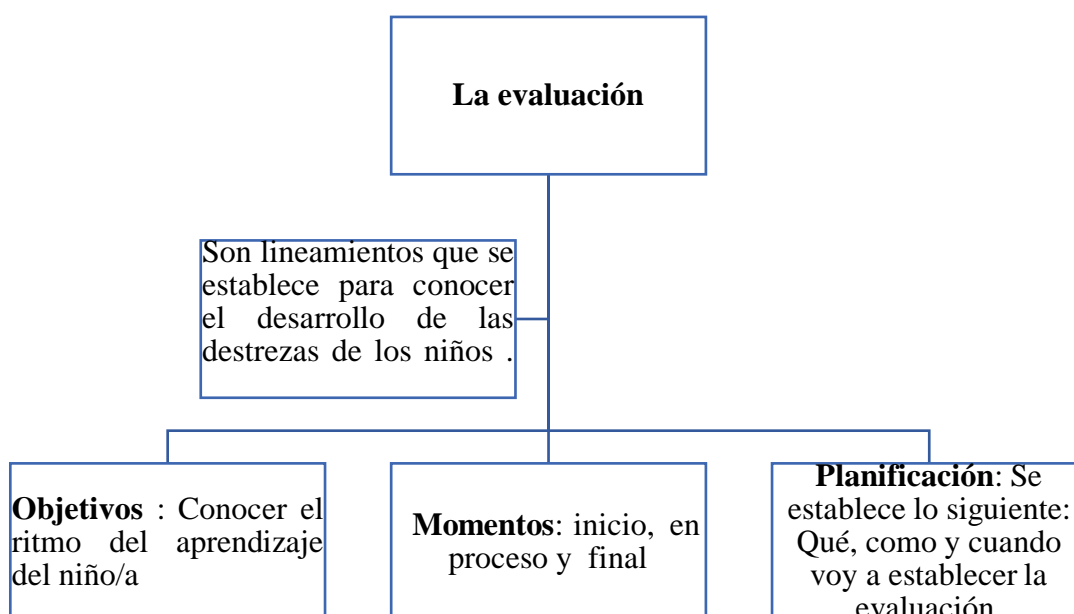 La evaluación
Son lineamientos que se
establece para conocer
el desarrollo de las
destrezas de los niños .
Objetivos : Conocer el
ritmo del aprendizaje
del niño/a
Momentos: inicio, en
proceso y final
Planificación: Se
establece lo siguiente:
Qué, como y cuando
voy a establecer la
evaluación